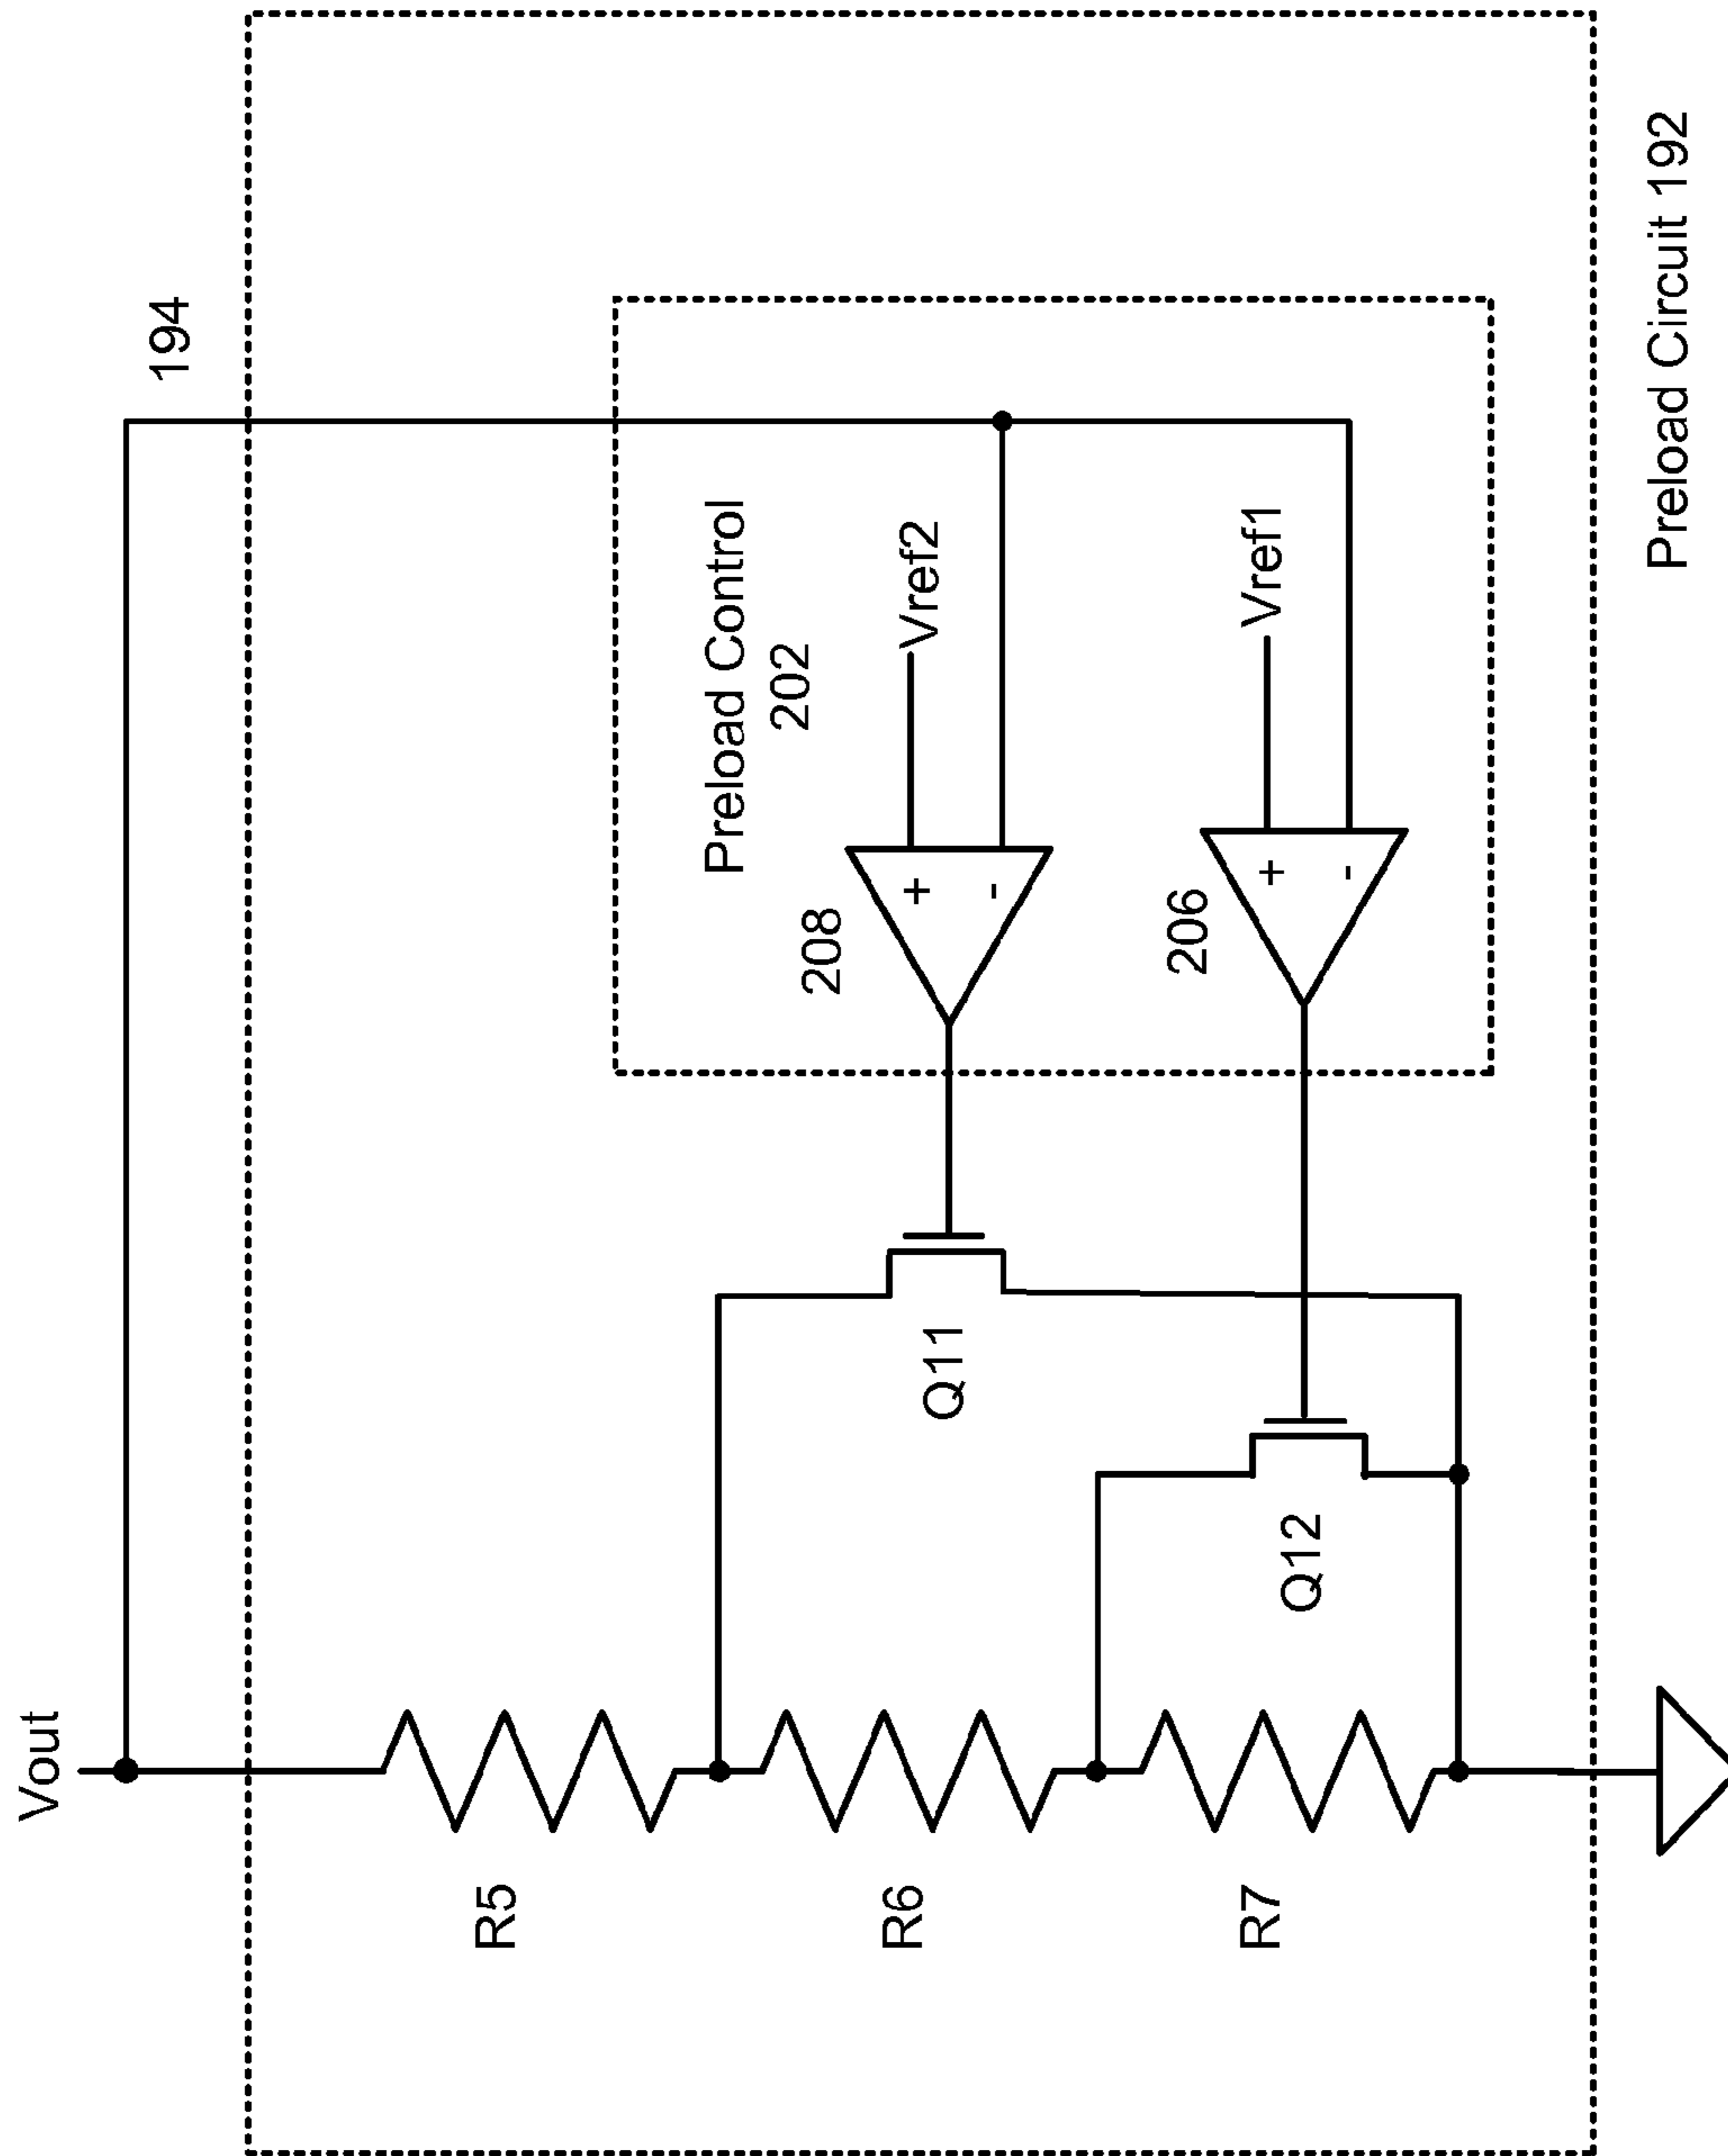 Vout
194
R5
R6
R7
Q11
Q12
Preload Control
202
208
+
-
Vref2
206
+
-
Vref1
Preload Circuit 192